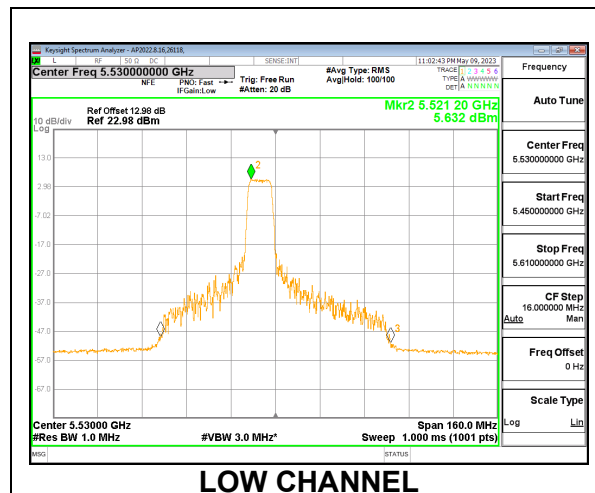 Keysight Spectrum Analyzer - AP2022.8.16,26118,
L RF 50 Ω DC SENSE:INT 11:02:43 PM May 09, 2023
Center Freq 5.530000000 GHz
NFE
PNO: Fast
IFGain:Low
Trig: Free Run
#Atten: 20 dB
#Avg Type: RMS
Avg|Hold: 100/100
TRACE 1 2 3 4 5 6
TYPE A WWWWW
DET A N N N N N
Frequency
Auto Tune
Center Freq
5.530000000 GHz
Start Freq
5.450000000 GHz
Stop Freq
5.610000000 GHz
CF Step
16.000000 MHz
Auto Man
Freq Offset
0 Hz
Scale Type
Log Lin
Mkr2 5.521 20 GHz
5.632 dBm
Ref Offset 12.98 dB
Ref 22.98 dBm
10 dB/div
Log
13.0
2.98
-7.02
-17.0
-27.0
-37.0
-47.0
-57.0
-67.0
2
3
Center 5.53000 GHz
#Res BW 1.0 MHz
#VBW 3.0 MHz*
Span 160.0 MHz
Sweep 1.000 ms (1001 pts)
MSG STATUS
LOW CHANNEL